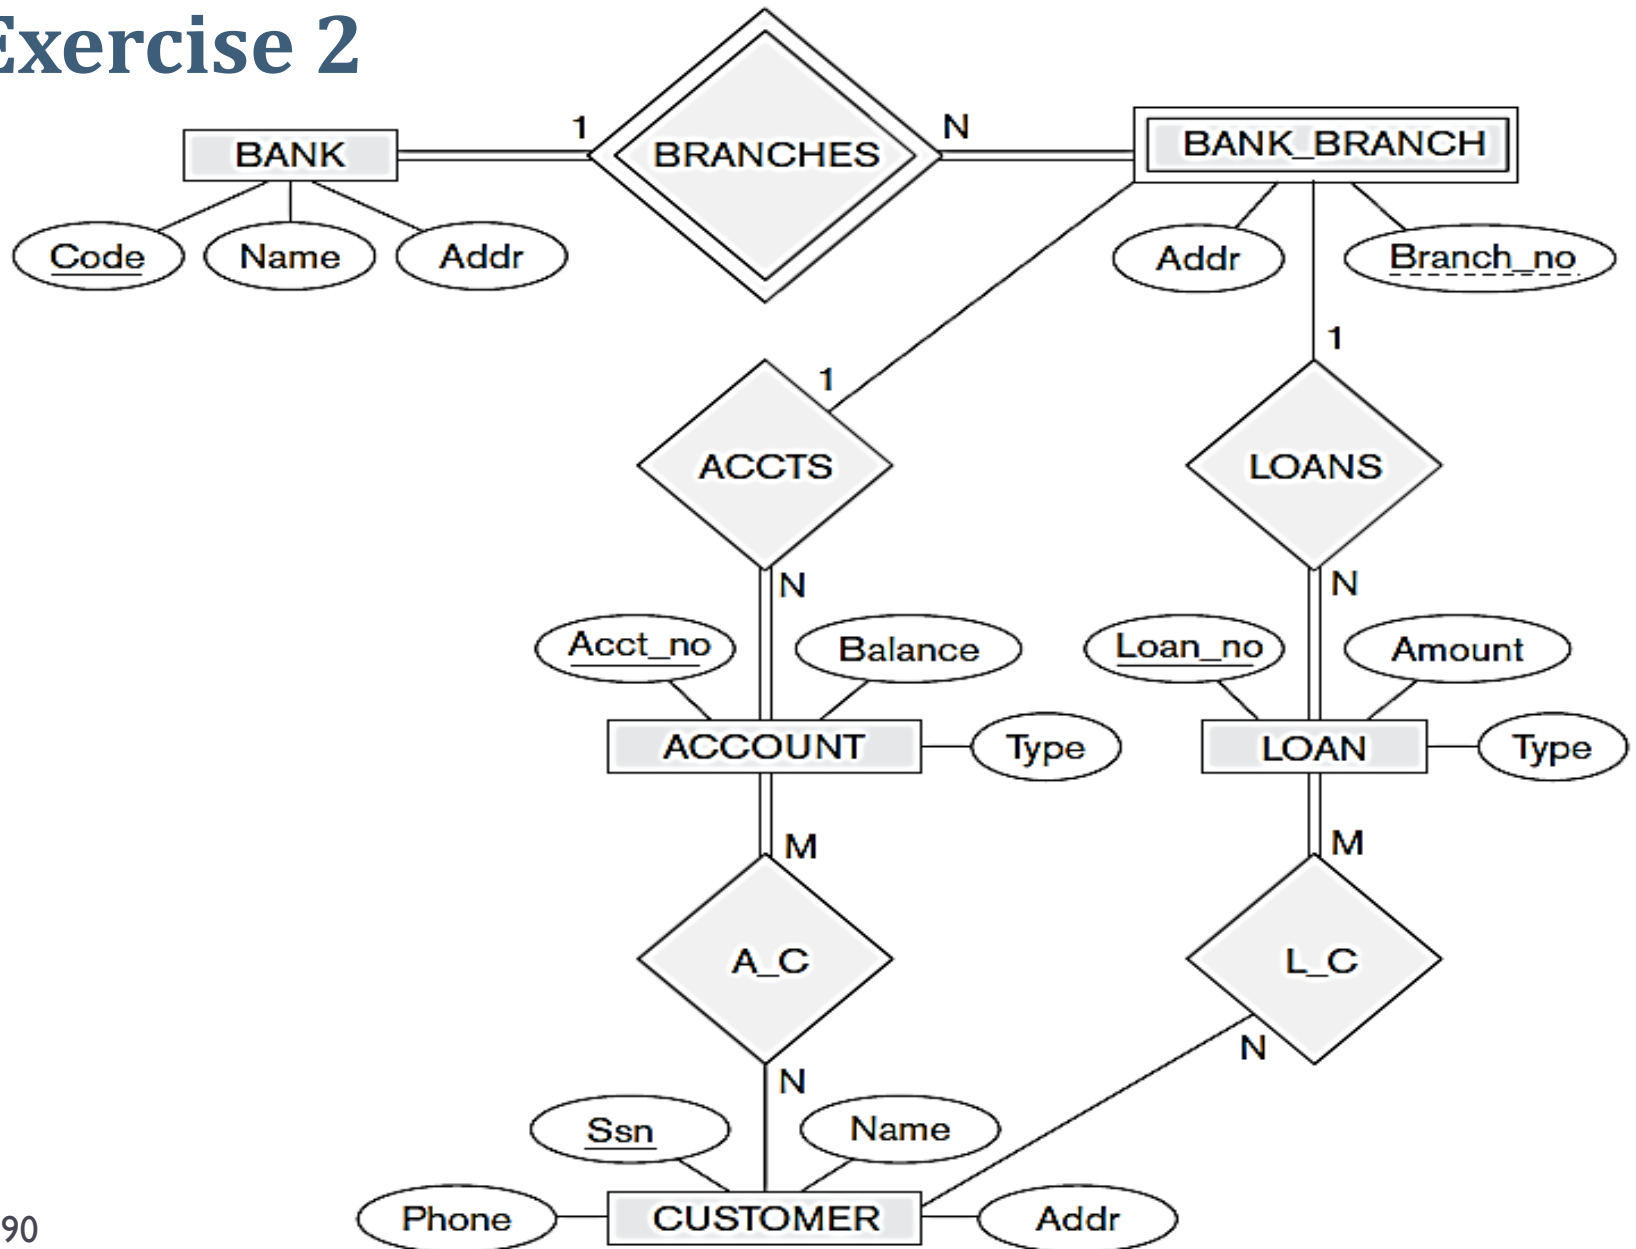 Exercise 2
1
N
BANK
BRANCHES
BANK_BRANCH
Code
Name
Addr
Addr
Branch_no
1
1
ACCTS
LOANS
N
N
Acct_no
Balance
Loan_no
Amount
ACCOUNT
Type
LOAN
Type
M
M
A_C
L_C
N
N
Ssn
Name
Phone
CUSTOMER
Addr
90